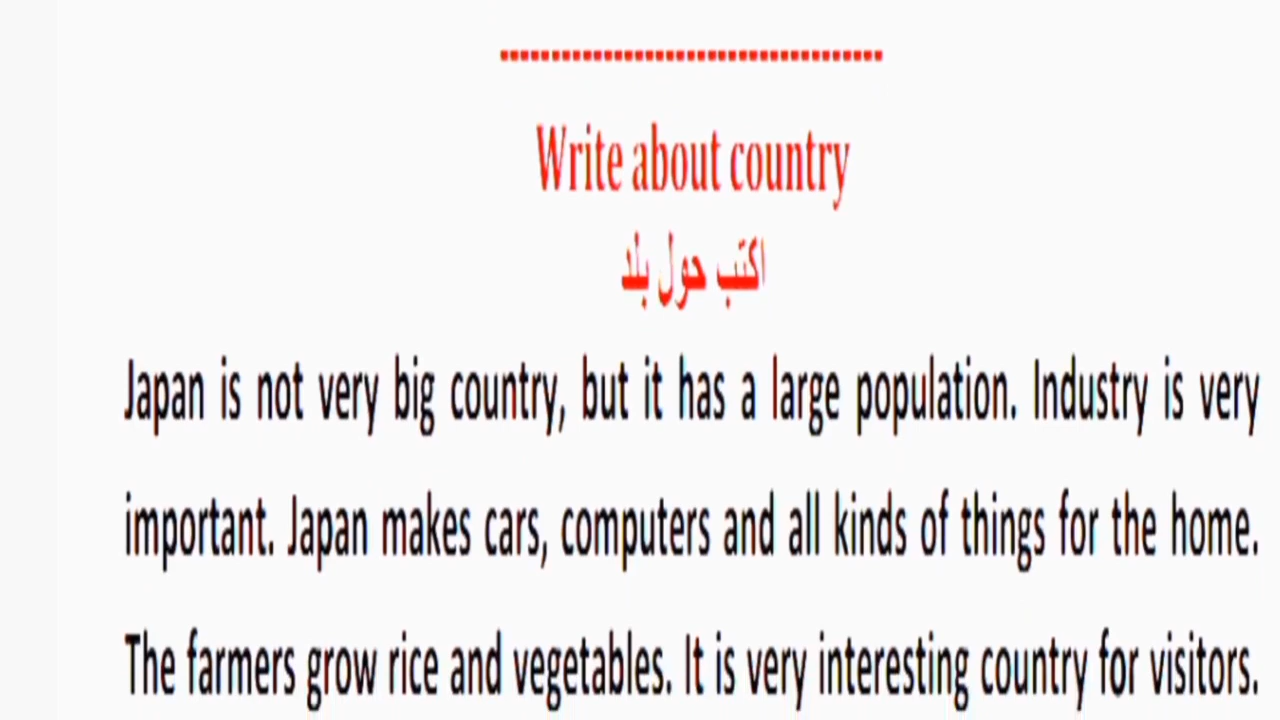 Write about country
اكتب حول بلد
Japan is not very big country, but it has a large population. Industry is very
important. Japan makes cars, computers and all kinds of things for the home.
The farmers grow rice and vegetables. It is very interesting country for visitors.